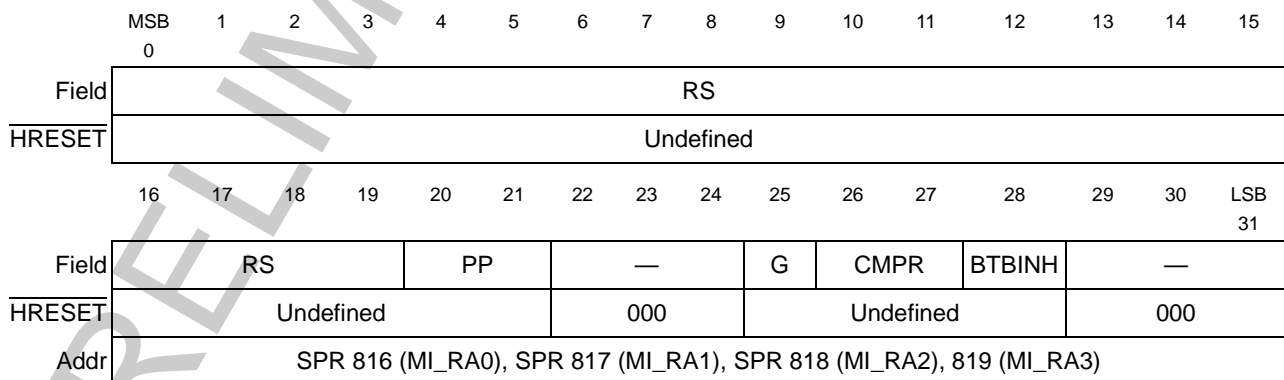 MSB 1 2 3 4 5 6 7 8 9 10 11 12 13 14 15
0
Field RS
HRESET Undefined
16 17 18 19 20 21 22 23 24 25 26 27 28 29 30 LSB
31
Field RS PP — G CMPR BTBINH —
HRESET Undefined 000 Undefined 000
Addr SPR 816 (MI_RA0), SPR 817 (MI_RA1), SPR 818 (MI_RA2), 819 (MI_RA3)
RELIM